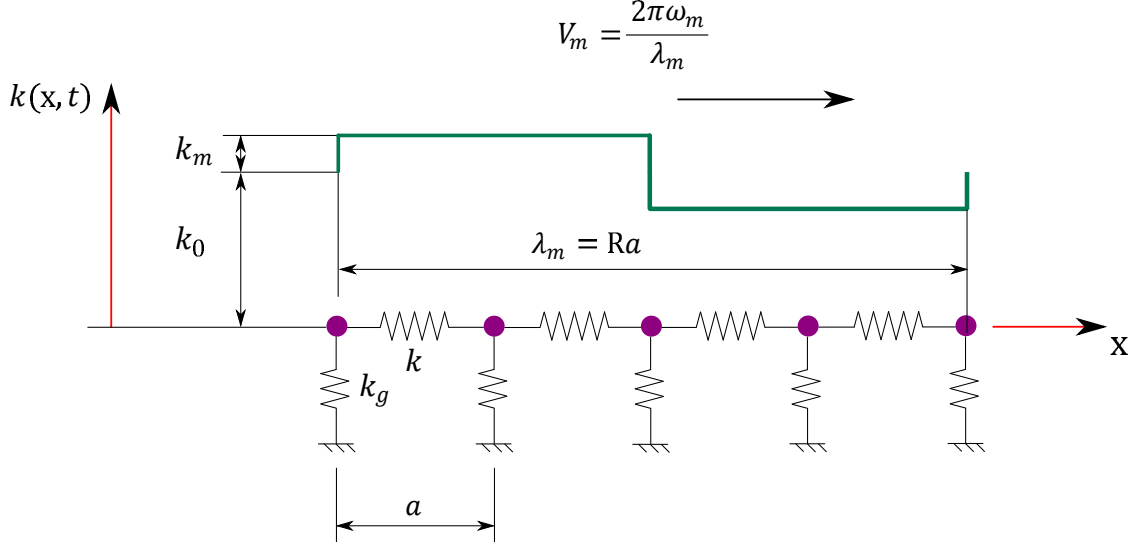 V_m = 2πω_m / λ_m
k(x, t)
k_m
k_0
λ_m = Ra
k
k_g
x
a